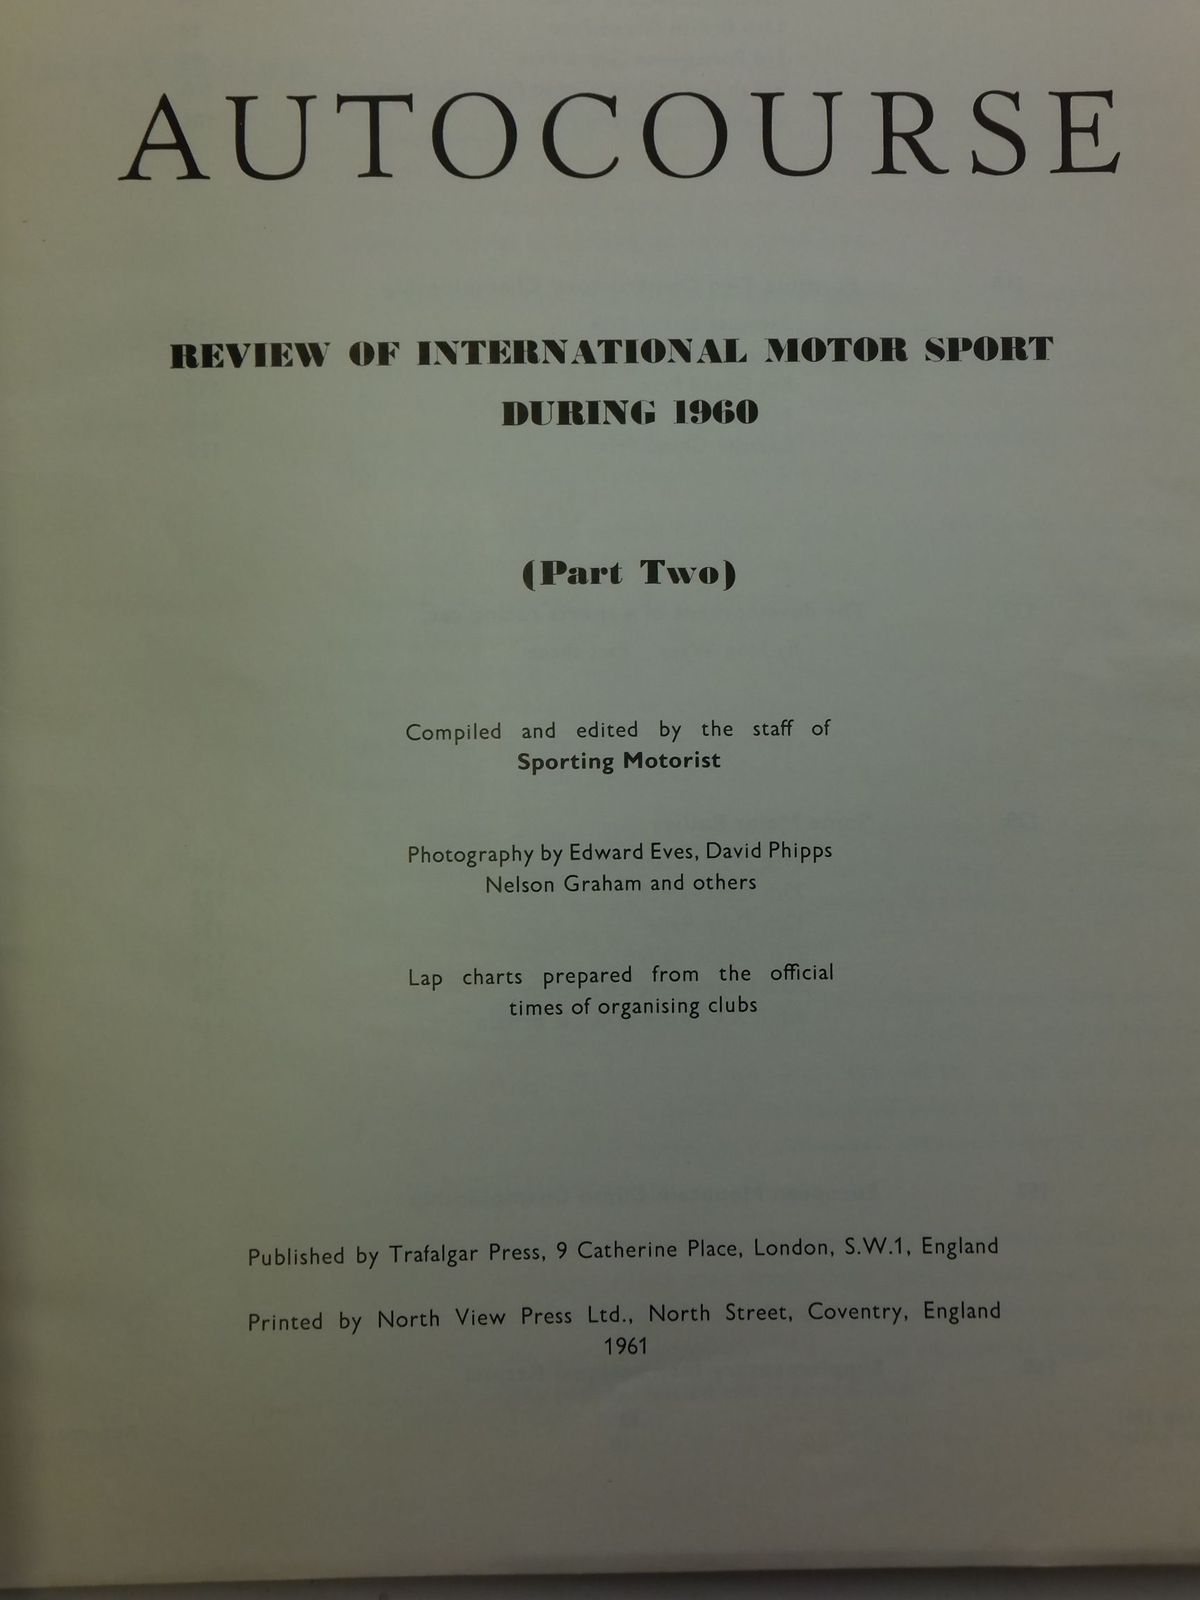 AUTOCOURSE
REVIEW OF INTERNATIONAL MOTOR SPORT
DURING 1960
(Part Two)
Compiled and edited by the staff of
Sporting Motorist
Photography by Edward Eves, David Phipps
Nelson Graham and others
Lap charts prepared from the official
times of organising clubs
Published by Trafalgar Press, 9 Catherine Place, London, S.W.1, England
Printed by North View Press Ltd., North Street, Coventry, England
1961